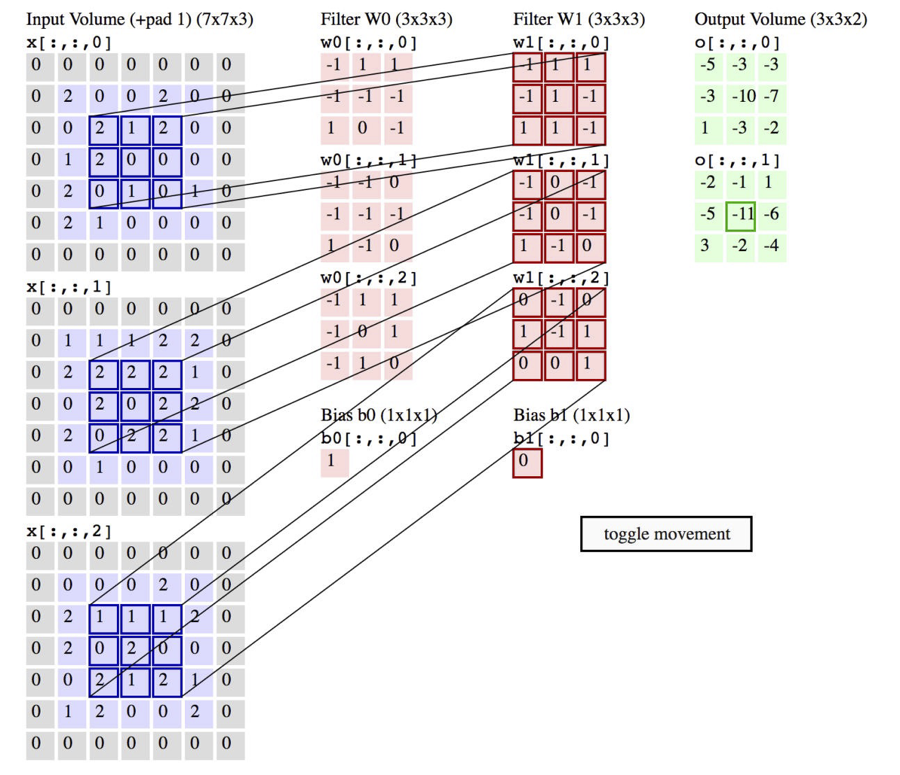 Input Volume (+pad 1) (7x7x3)
x[:,:,0]
0 0 0 0 0 0 0
0 2 0 0 2 0 0
0 0 2 1 2 0 0
0 1 2 0 0 0 0
0 2 0 1 0 1 0
0 2 1 0 0 0 0
0 0 0 0 0 0 0
x[:,:,1]
0 0 0 0 0 0 0
0 1 1 1 2 2 0
0 2 2 2 2 1 0
0 0 2 0 2 2 0
0 2 0 2 2 1 0
0 0 1 0 0 0 0
0 0 0 0 0 0 0
x[:,:,2]
0 0 0 0 0 0 0
0 0 0 0 2 0 0
0 2 1 1 1 2 0
0 2 0 2 0 0 0
0 0 2 1 2 1 0
0 1 2 0 0 2 0
0 0 0 0 0 0 0
Filter W0 (3x3x3)
w0[:,:,0]
-1 1 1
-1 -1 -1
1 0 -1
w0[:,:,1]
-1 -1 0
-1 -1 -1
1 -1 0
w0[:,:,2]
-1 1 1
-1 0 1
-1 1 0
Bias b0 (1x1x1)
b0[:,:,0]
1
Filter W1 (3x3x3)
w1[:,:,0]
-1 1 1
-1 1 -1
1 1 -1
w1[:,:,1]
-1 0 -1
-1 0 -1
1 -1 0
w1[:,:,2]
0 -1 0
1 -1 1
0 0 1
Bias b1 (1x1x1)
b1[:,:,0]
0
Output Volume (3x3x2)
o[:,:,0]
-5 -3 -3
-3 -10 -7
1 -3 -2
o[:,:,1]
-2 -1 1
-5 -11 -6
3 -2 -4
toggle movement